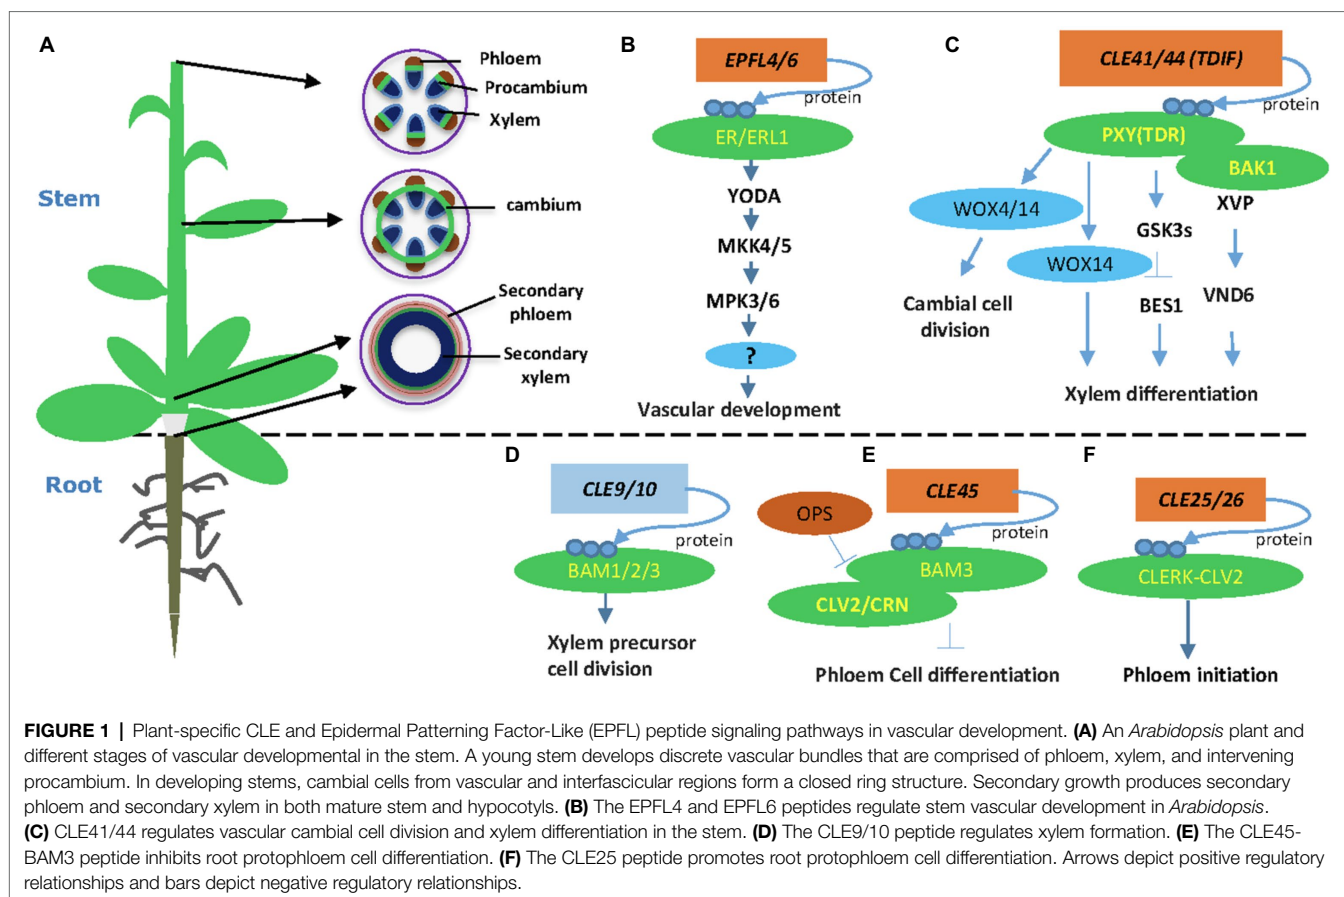 A
Phloem
Procambium
Xylem
Stem
cambium
Secondary
phloem
Secondary
xylem
Root
B
EPFL4/6
protein
ER/ERL1
YODA
MKK4/5
MPK3/6
?
Vascular development
C
CLE41/44 (TDIF)
protein
PXY(TDR)
BAK1
WOX4/14
XVP
GSK3s
WOX14
Cambial cell
division
BES1
VND6
Xylem differentiation
D
CLE9/10
protein
BAM1/2/3
Xylem precursor
cell division
E
CLE45
OPS
protein
BAM3
CLV2/CRN
Phloem Cell differentiation
F
CLE25/26
protein
CLERK-CLV2
Phloem initiation
FIGURE 1 | Plant-specific CLE and Epidermal Patterning Factor-Like (EPFL) peptide signaling pathways in vascular development. (A) An Arabidopsis plant and
different stages of vascular developmental in the stem. A young stem develops discrete vascular bundles that are comprised of phloem, xylem, and intervening
procambium. In developing stems, cambial cells from vascular and interfascicular regions form a closed ring structure. Secondary growth produces secondary
phloem and secondary xylem in both mature stem and hypocotyls. (B) The EPFL4 and EPFL6 peptides regulate stem vascular development in Arabidopsis.
(C) CLE41/44 regulates vascular cambial cell division and xylem differentiation in the stem. (D) The CLE9/10 peptide regulates xylem formation. (E) The CLE45-
BAM3 peptide inhibits root protophloem cell differentiation. (F) The CLE25 peptide promotes root protophloem cell differentiation. Arrows depict positive regulatory
relationships and bars depict negative regulatory relationships.